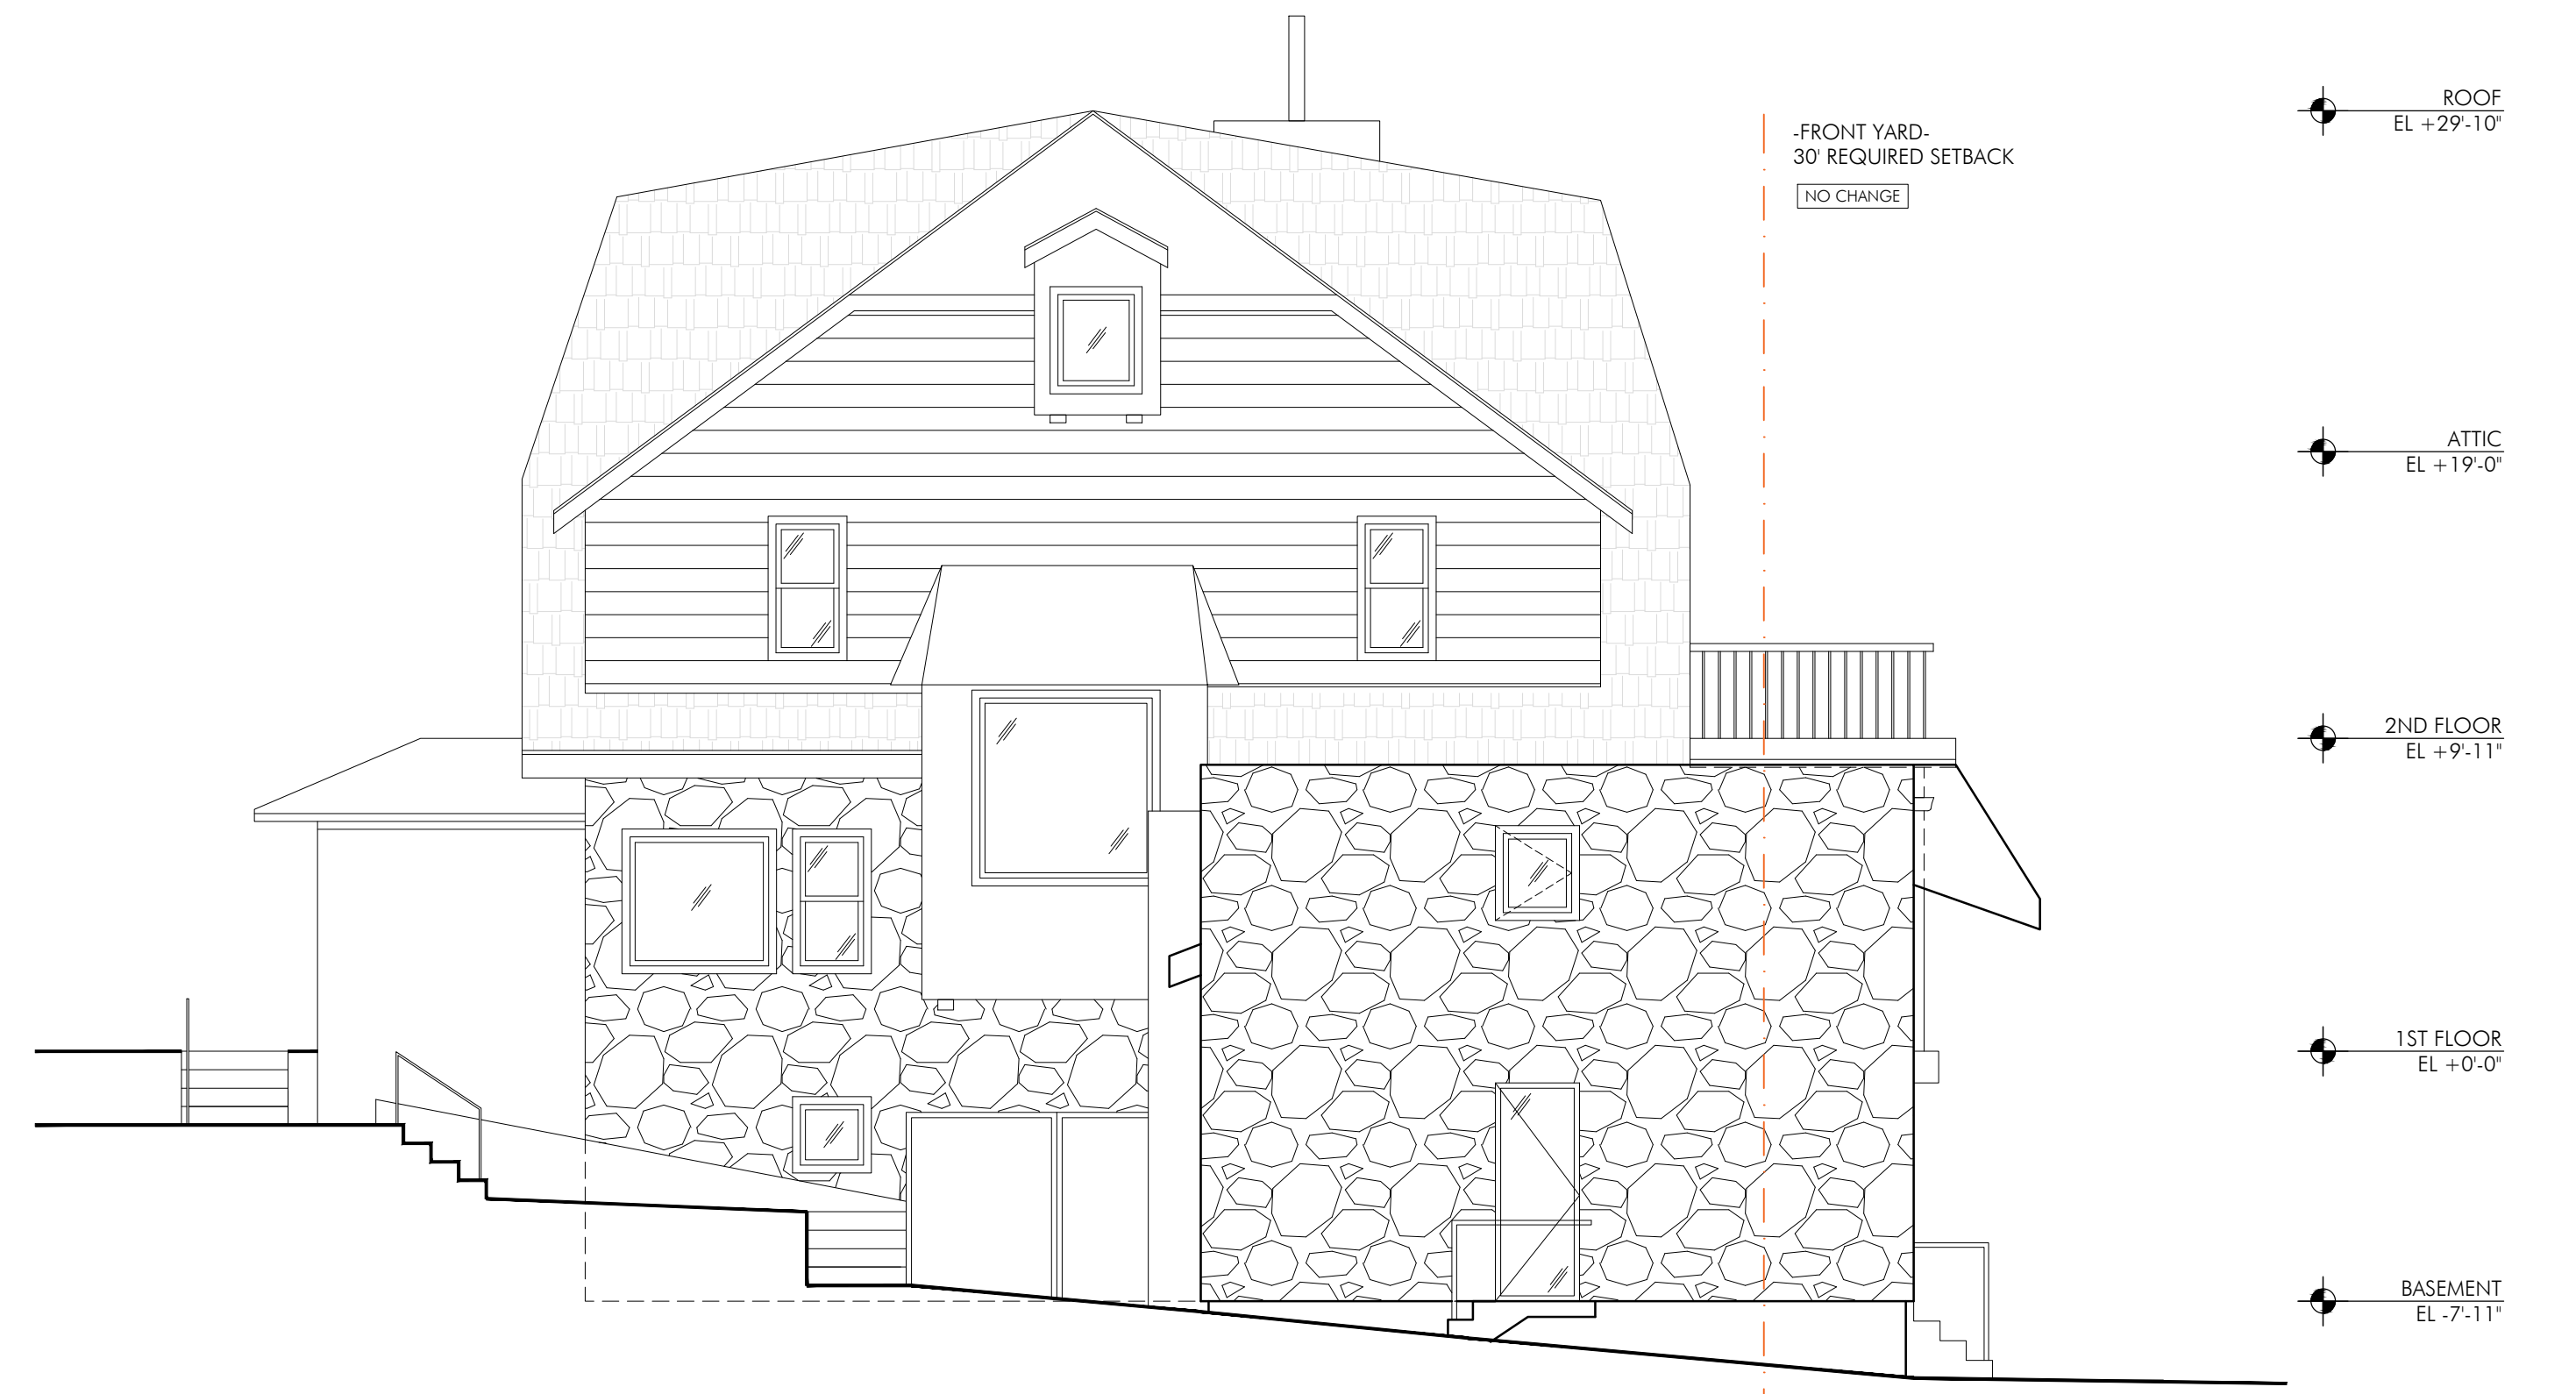 ROOF
EL +29'-10"
-FRONT YARD-
30' REQUIRED SETBACK
NO CHANGE
ATTIC
EL +19'-0"
2ND FLOOR
EL +9'-11"
1ST FLOOR
EL +0'-0"
BASEMENT
EL -7'-11"